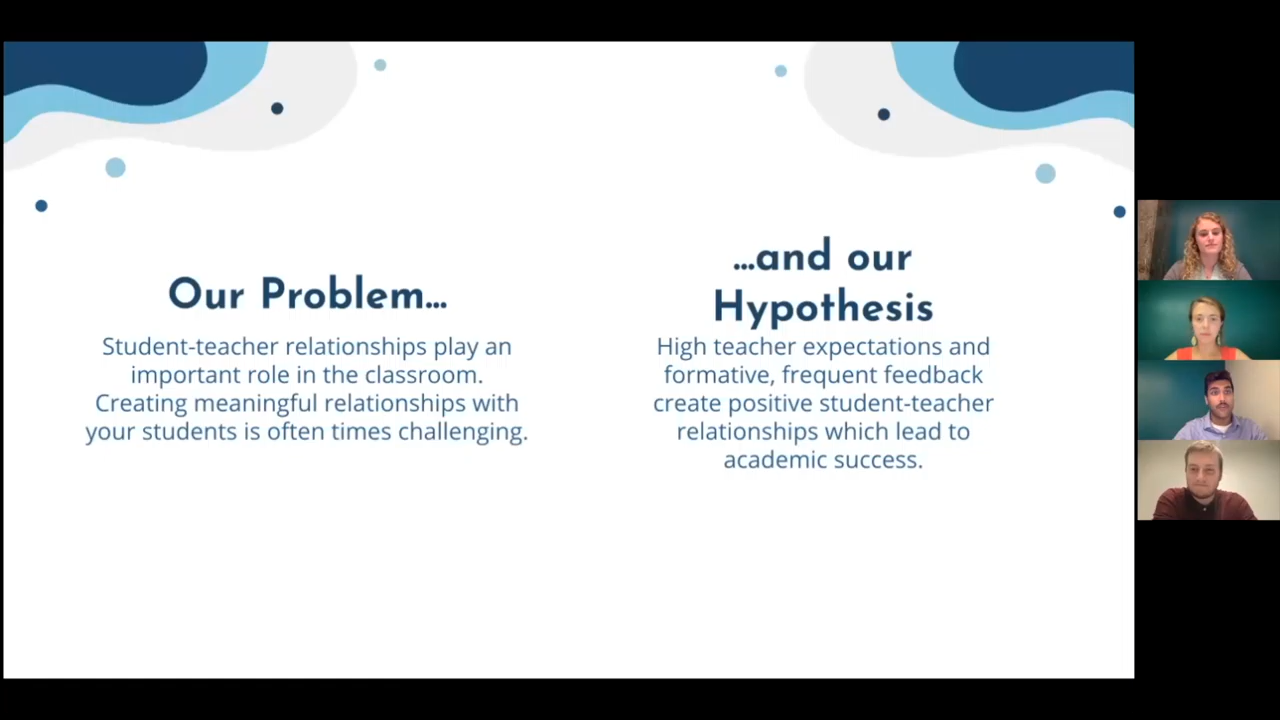 Our Problem...
Student-teacher relationships play an
important role in the classroom.
Creating meaningful relationships with
your students is often times challenging.
...and our
Hypothesis
High teacher expectations and
formative, frequent feedback
create positive student-teacher
relationships which lead to
academic success.